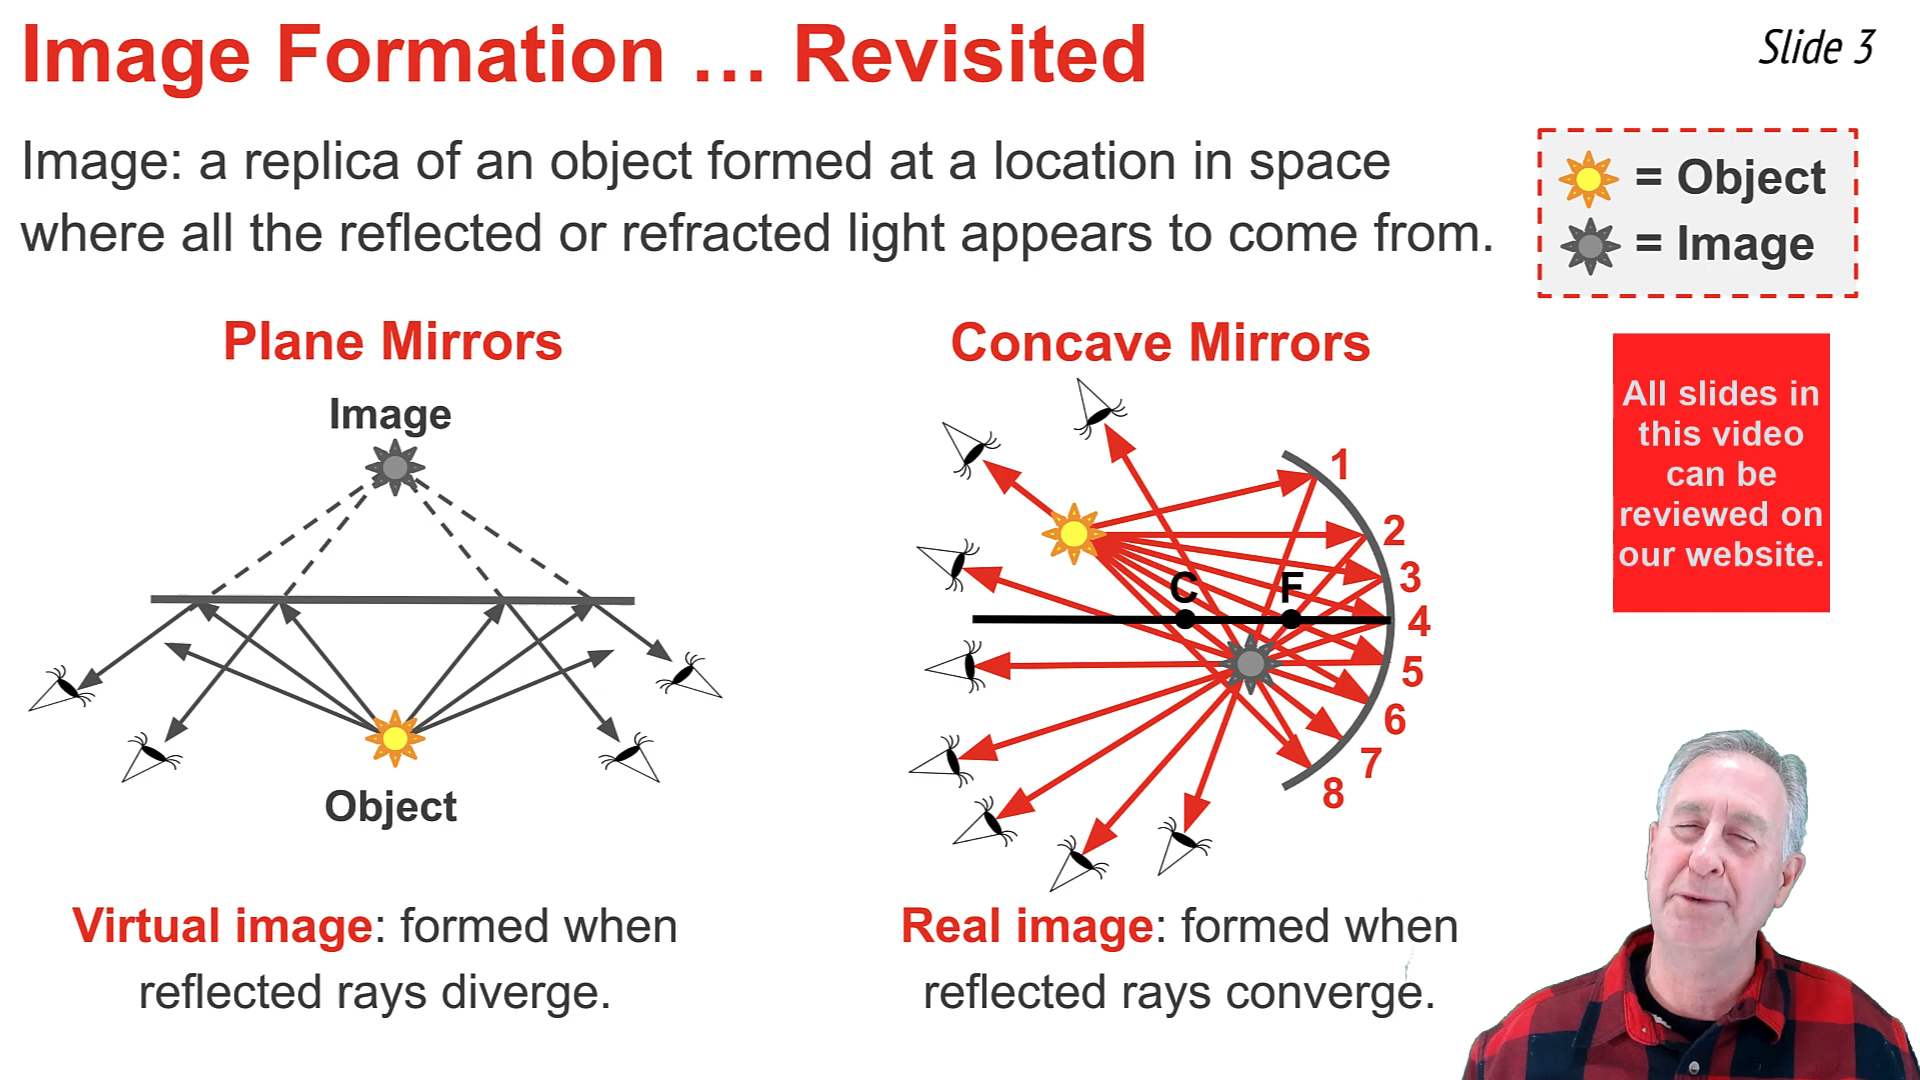 Image Formation … Revisited
Slide 3
Image: a replica of an object formed at a location in space
where all the reflected or refracted light appears to come from.
= Object
= Image
Plane Mirrors
Concave Mirrors
All slides in
this video
can be
reviewed on
our website.
Image
Object
C
F
1
2
3
4
5
6
7
8
Virtual image: formed when
reflected rays diverge.
Real image: formed when
reflected rays converge.